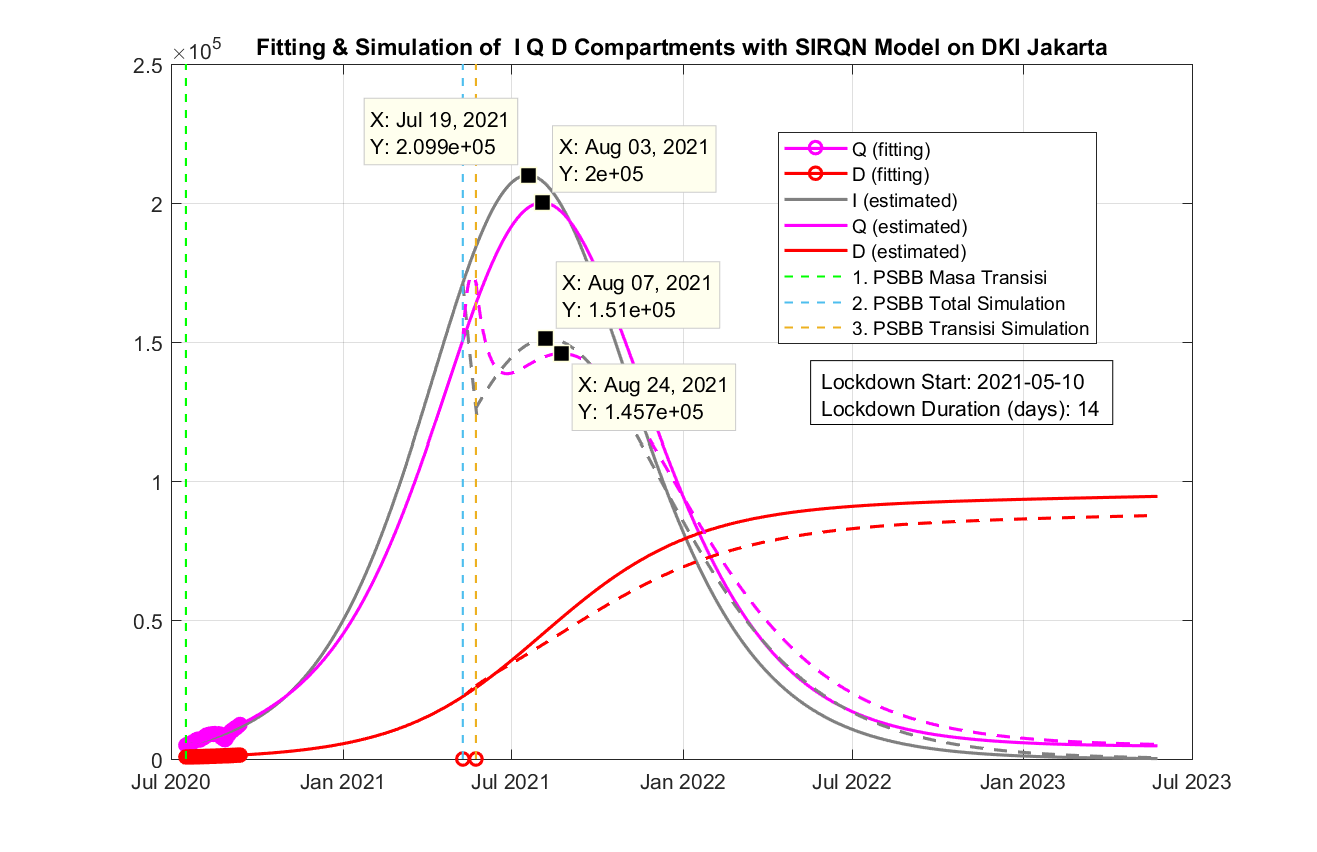 Fitting & Simulation of I Q D Compartments with SIRQN Model on DKI Jakarta
×10^5
2.5
2
1.5
1
0.5
0
X: Jul 19, 2021
Y: 2.099e+05
X: Aug 03, 2021
Y: 2e+05
X: Aug 07, 2021
Y: 1.51e+05
X: Aug 24, 2021
Y: 1.457e+05
Q (fitting)
D (fitting)
I (estimated)
Q (estimated)
D (estimated)
1. PSBB Masa Transisi
2. PSBB Total Simulation
3. PSBB Transisi Simulation
Lockdown Start: 2021-05-10
Lockdown Duration (days): 14
Jul 2020
Jan 2021
Jul 2021
Jan 2022
Jul 2022
Jan 2023
Jul 2023